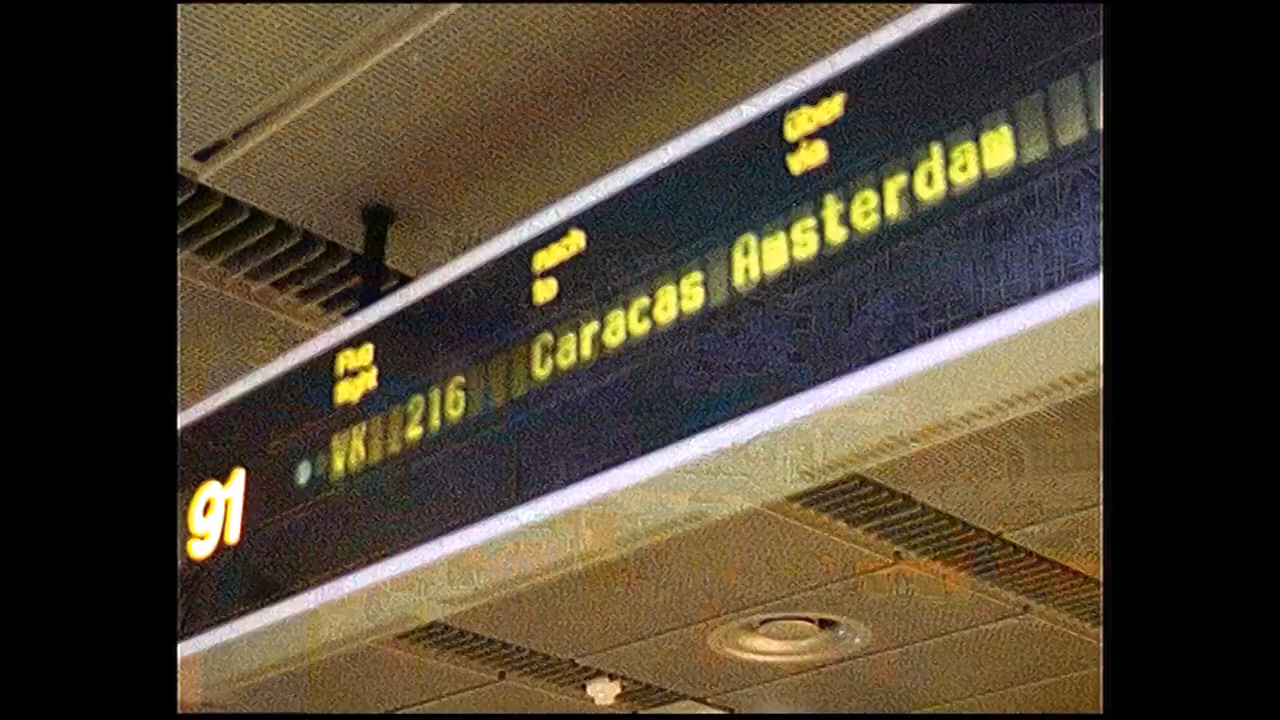 über
via
nach
to
Flug
flight
VK 216 Caracas Amsterdam
91